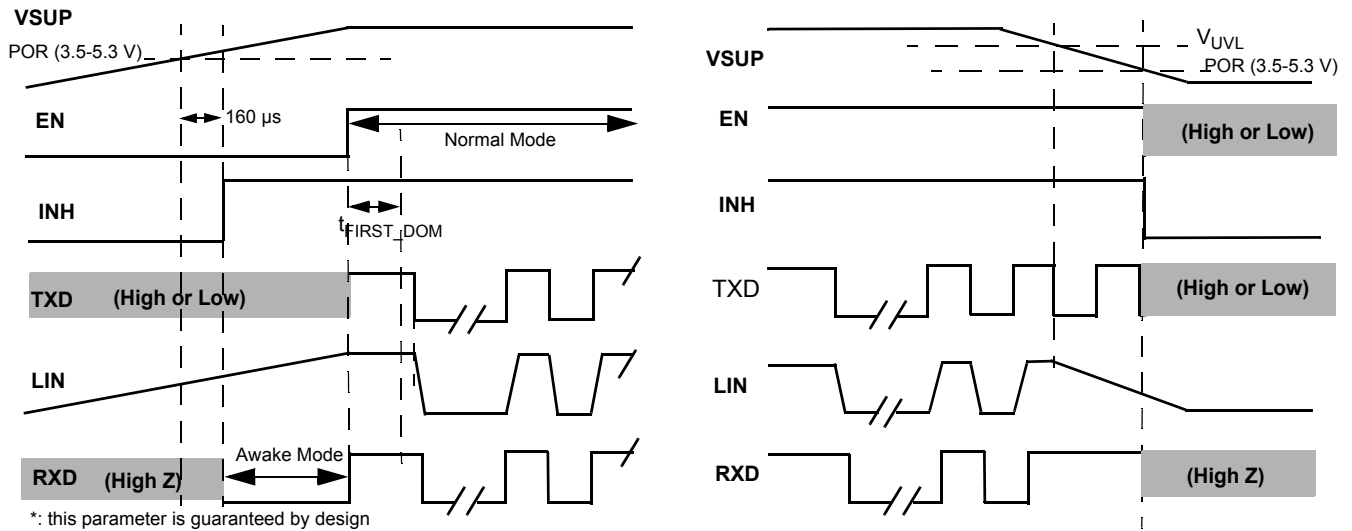 VSUP
POR (3.5-5.3 V)
160 µs
EN
Normal Mode
INH
tFIRST_DOM
TXD (High or Low)
LIN
Awake Mode
RXD (High Z)
*: this parameter is guaranteed by design
VUVL
VSUP
POR (3.5-5.3 V)
EN
(High or Low)
INH
TXD
(High or Low)
LIN
RXD
(High Z)